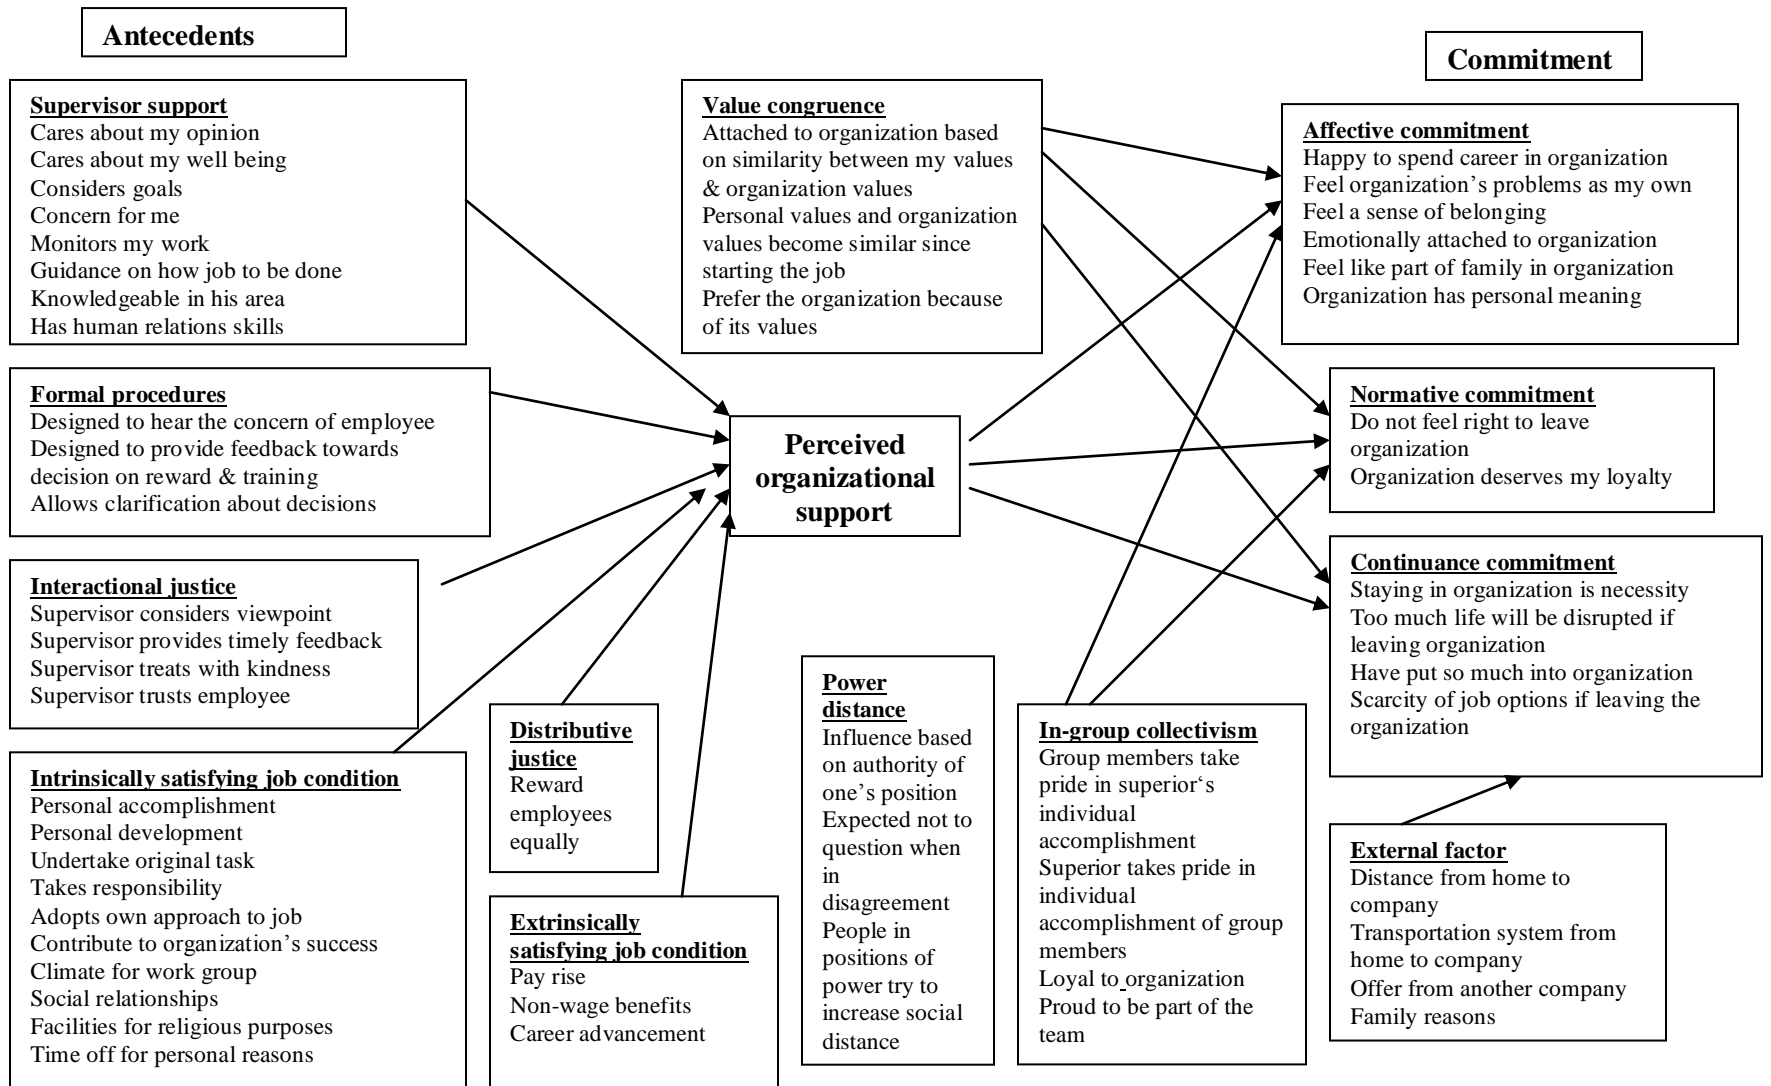 Antecedents
Commitment
Supervisor support
Cares about my opinion
Cares about my well being
Considers goals
Concern for me
Monitors my work
Guidance on how job to be done
Knowledgeable in his area
Has human relations skills
Value congruence
Attached to organization based
on similarity between my values
& organization values
Personal values and organization
values become similar since
starting the job
Prefer the organization because
of its values
Affective commitment
Happy to spend career in organization
Feel organization’s problems as my own
Feel a sense of belonging
Emotionally attached to organization
Feel like part of family in organization
Organization has personal meaning
Formal procedures
Designed to hear the concern of employee
Designed to provide feedback towards
decision on reward & training
Allows clarification about decisions
Perceived
organizational
support
Normative commitment
Do not feel right to leave
organization
Organization deserves my loyalty
Interactional justice
Supervisor considers viewpoint
Supervisor provides timely feedback
Supervisor treats with kindness
Supervisor trusts employee
Continuance commitment
Staying in organization is necessity
Too much life will be disrupted if
leaving organization
Have put so much into organization
Scarcity of job options if leaving the
organization
Intrinsically satisfying job condition
Personal accomplishment
Personal development
Undertake original task
Takes responsibility
Adopts own approach to job
Contribute to organization’s success
Climate for work group
Social relationships
Facilities for religious purposes
Time off for personal reasons
Distributive
justice
Reward
employees
equally
Extrinsically
satisfying job condition
Pay rise
Non-wage benefits
Career advancement
Power
distance
Influence based
on authority of
one’s position
Expected not to
question when
in
disagreement
People in
positions of
power try to
increase social
distance
In-group collectivism
Group members take
pride in superior‘s
individual
accomplishment
Superior takes pride in
individual
accomplishment of group
members
Loyal to organization
Proud to be part of the
team
External factor
Distance from home to
company
Transportation system from
home to company
Offer from another company
Family reasons